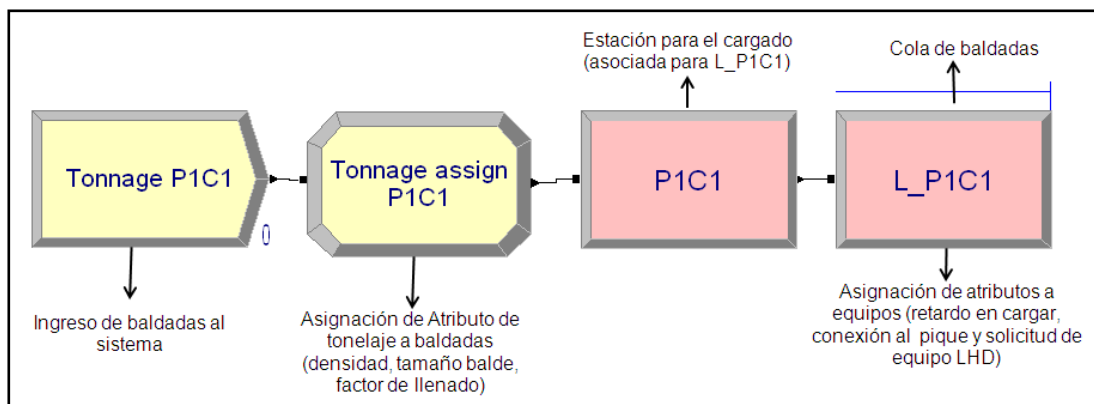 Estación para el cargado
(asociada para L_P1C1)
Cola de baldadas
Tonnage P1C1
0
Tonnage assign
P1C1
P1C1
L_P1C1
Ingreso de baldadas al
sistema
Asignación de Atributo de
tonelaje a baldadas
(densidad, tamaño balde,
factor de llenado)
Asignación de atributos a
equipos (retardo en cargar,
conexión al pique y solicitud de
equipo LHD)